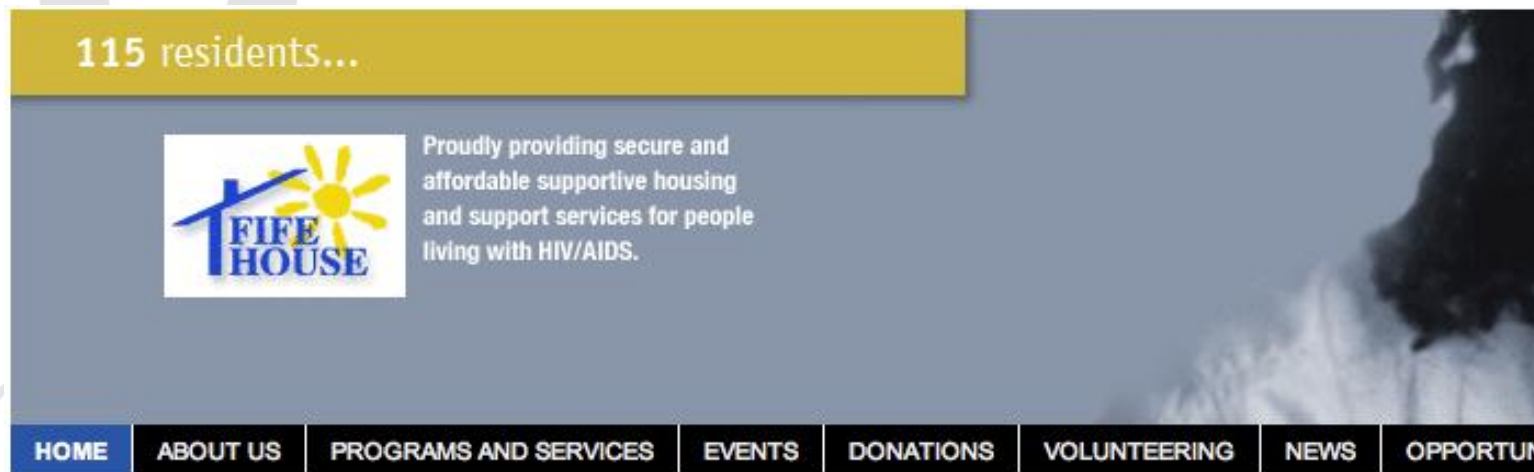 115 residents...
Proudly providing secure and
affordable supportive housing
and support services for people
living with HIV/AIDS.
FIFE
HOUSE
HOME ABOUT US PROGRAMS AND SERVICES EVENTS DONATIONS VOLUNTEERING NEWS